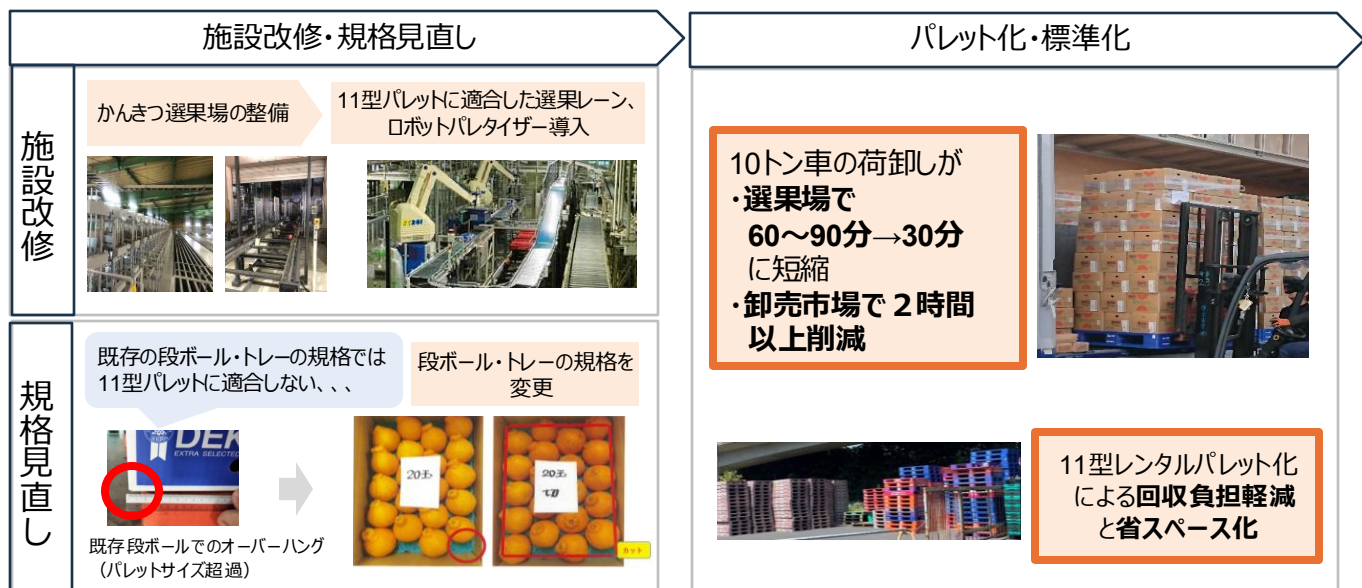 施設改修・規格見直し
パレット化・標準化
施設改修
かんきつ選果場の整備
11型パレットに適合した選果レーン、
ロボットパレタイザー導入
規格見直し
既存の段ボール・トレーの規格では
11型パレットに適合しない、、、
DEK
EXTRA SELECTED
既存段ボールでのオーバーハング
（パレットサイズ超過）
段ボール・トレーの規格を
変更
20玉
20玉
カット
10トン車の荷卸しが
・選果場で
60～90分→30分
に短縮
・卸売市場で２時間
以上削減
11型レンタルパレット化
による回収負担軽減
と省スペース化